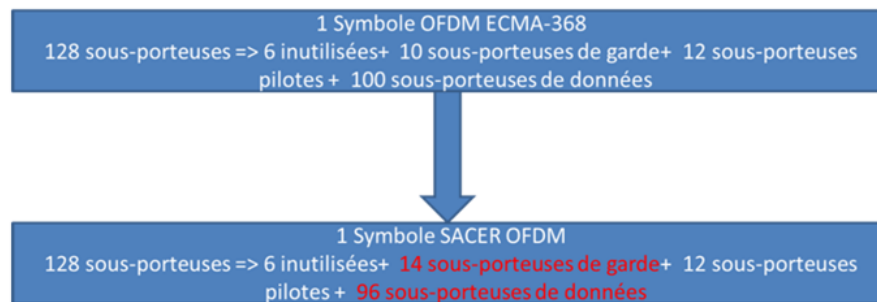 1 Symbole OFDM ECMA-368
128 sous-porteuses => 6 inutilisées+ 10 sous-porteuses de garde+ 12 sous-porteuses
pilotes + 100 sous-porteuses de données
1 Symbole SACER OFDM
128 sous-porteuses => 6 inutilisées+ 14 sous-porteuses de garde+ 12 sous-porteuses
pilotes + 96 sous-porteuses de données